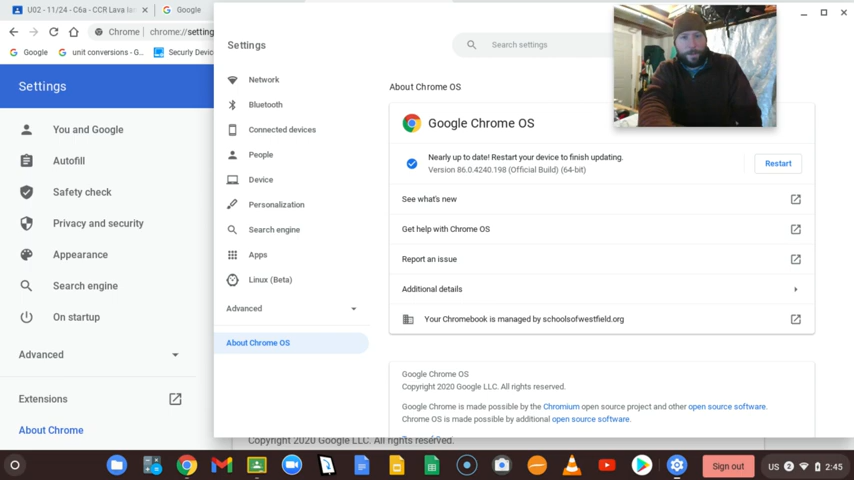 U02 - 11/24 - C6a - CCR Lava
Google
Chrome
chrome://setting
Google
unit conversions - G
Securly Devic
Settings
You and Google
Autofill
Safety check
Privacy and security
Appearance
Search engine
On startup
Advanced
Extensions
About Chrome
Settings
Search settings
Network
Bluetooth
Connected devices
People
Device
Personalization
Search engine
Apps
Linux (Beta)
Advanced
About Chrome OS
About Chrome OS
Google Chrome OS
Nearly up to date! Restart your device to finish updating.
Version 86.0.4240.198 (Official Build) (64-bit)
Restart
See what's new
Get help with Chrome OS
Report an issue
Additional details
Your Chromebook is managed by schoolsofwestfield.org
Google Chrome OS
Copyright 2020 Google LLC. All rights reserved.
Google Chrome is made possible by the Chromium open source project and other open source software.
Chrome OS is made possible by additional open source software.
Copyright 2020 Google LLC. All rights reserved.
Sign out
US
2
2:45